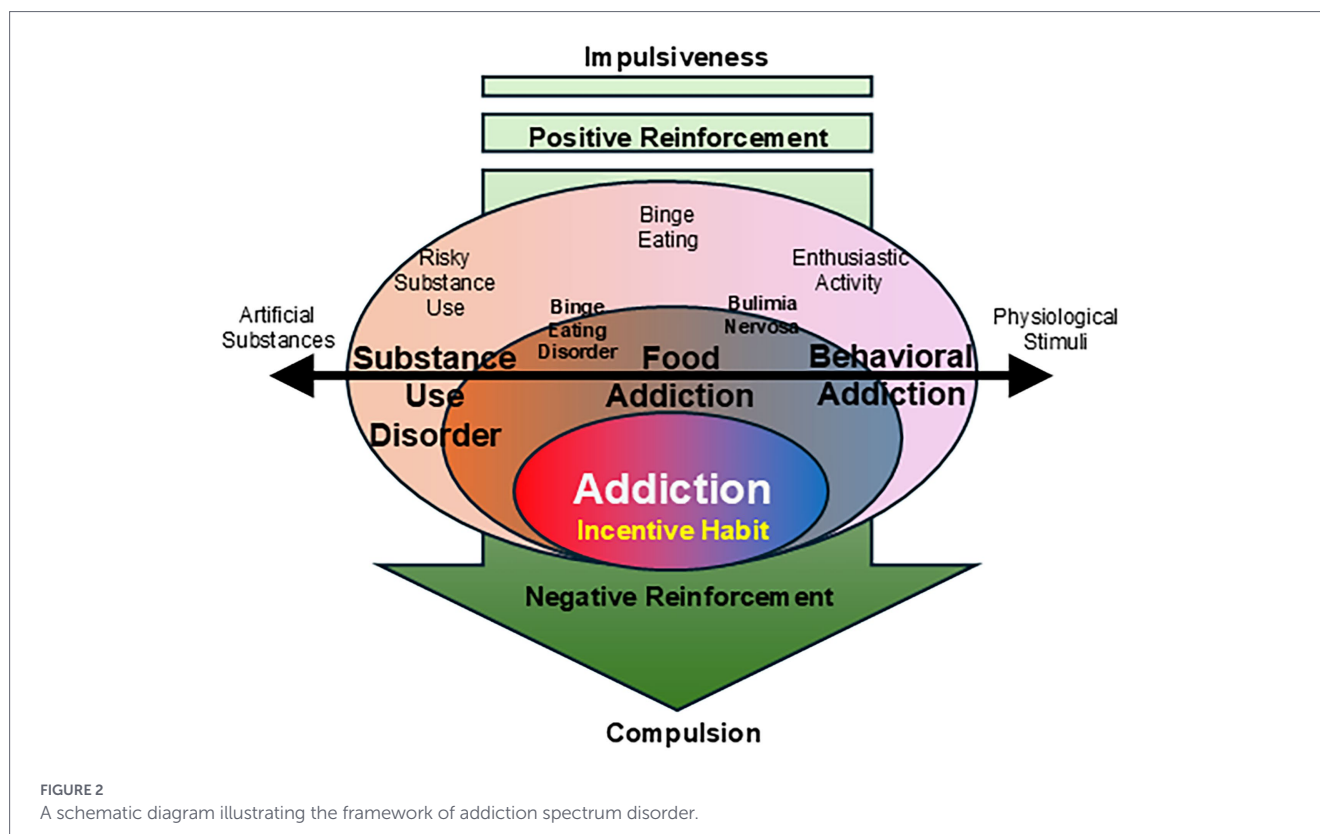 Impulsiveness
Positive Reinforcement
Binge
Eating
Risky
Substance
Use
Enthusiastic
Activity
Binge
Eating
Disorder
Bulimia
Nervosa
Artificial
Substances
Physiological
Stimuli
Substance
Use
Disorder
Food
Addiction
Behavioral
Addiction
Addiction
Incentive Habit
Negative Reinforcement
Compulsion
FIGURE 2
A schematic diagram illustrating the framework of addiction spectrum disorder.